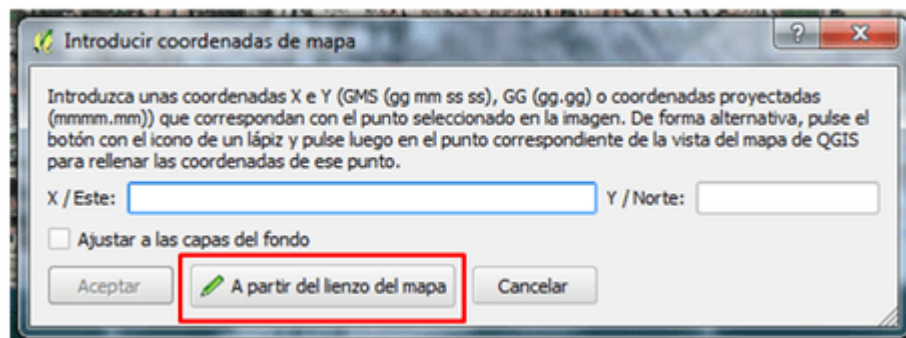 Introducir coordenadas de mapa
Introduzca unas coordenadas X e Y (GMS (gg mm ss ss), GG (gg.gg) o coordenadas proyectadas
(mmmm.mm)) que correspondan con el punto seleccionado en la imagen. De forma alternativa, pulse el
botón con el icono de un lápiz y pulse luego en el punto correspondiente de la vista del mapa de QGIS
para rellenar las coordenadas de ese punto.
X / Este: Y / Norte:
Ajustar a las capas del fondo
Aceptar A partir del lienzo del mapa Cancelar